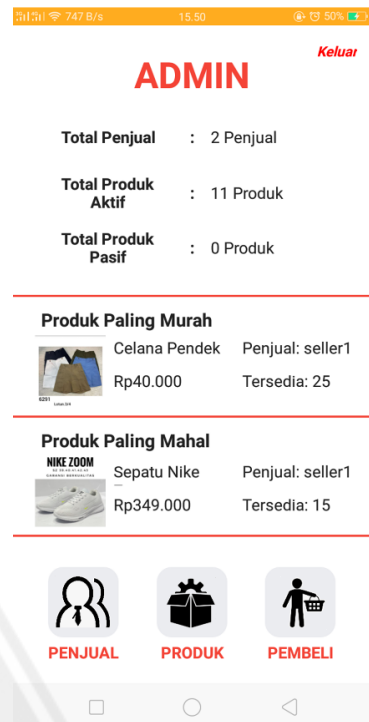 747 B/s 15.50 50%
Keluar
ADMIN
Total Penjual : 2 Penjual
Total Produk
Aktif : 11 Produk
Total Produk
Pasif : 0 Produk
Produk Paling Murah
Celana Pendek Penjual: seller1
Rp40.000 Tersedia: 25
6291
Produk Paling Mahal
NIKE ZOOM
Sepatu Nike Penjual: seller1
Rp349.000 Tersedia: 15
PENJUAL PRODUK PEMBELI